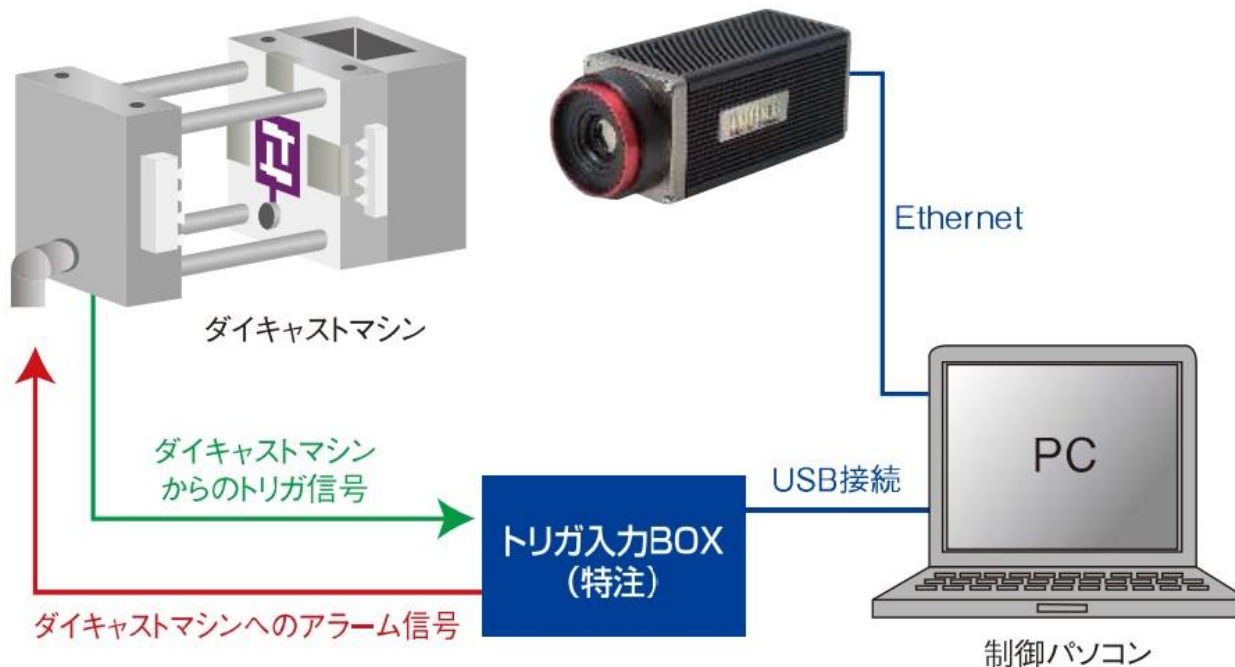 Ethernet
ダイキャストマシン
ダイキャストマシン
からのトリガ信号
USB接続
PC
トリガ入力BOX
（特注）
ダイキャストマシンへのアラーム信号
制御パソコン